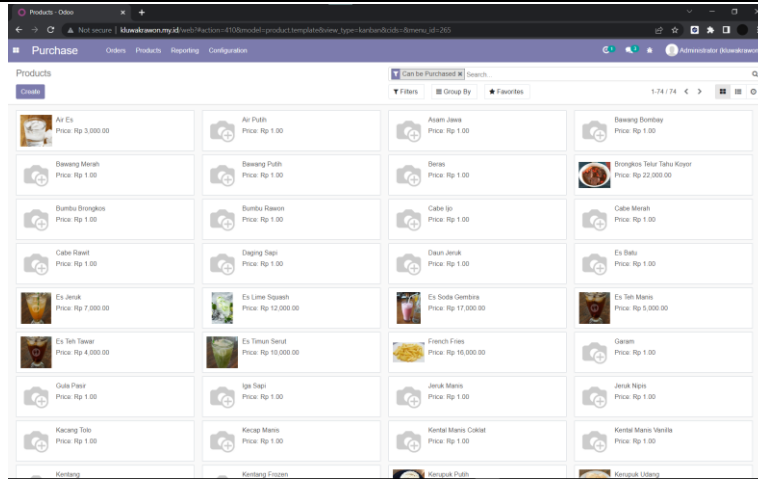 Products - Odoo
Not secure | kluwakrawon.my.id/web?#action=410&model=product.template&view_type=kanban&cids=&menu_id=265
Purchase Orders Products Reporting Configuration Administrator (kluwakrawon
Products
Can be Purchased Search...
Create
Filters Group By Favorites 1-74 / 74
Air Es Air Putih Asam Jawa Bawang Bombay
Price: Rp 3,000.00 Price: Rp 1.00 Price: Rp 1.00 Price: Rp 1.00
Bawang Merah Bawang Putih Beras Brongkos Telur Tahu Koyor
Price: Rp 1.00 Price: Rp 1.00 Price: Rp 1.00 Price: Rp 22,000.00
Bumbu Brongkos Bumbu Rawon Cabe Ijo Cabe Merah
Price: Rp 1.00 Price: Rp 1.00 Price: Rp 1.00 Price: Rp 1.00
Cabe Rawit Daging Sapi Daun Jeruk Es Batu
Price: Rp 1.00 Price: Rp 1.00 Price: Rp 1.00 Price: Rp 1.00
Es Jeruk Es Lime Squash Es Soda Gembira Es Teh Manis
Price: Rp 7,000.00 Price: Rp 12,000.00 Price: Rp 17,000.00 Price: Rp 5,000.00
Es Teh Tawar Es Timun Serut French Fries Garam
Price: Rp 4,000.00 Price: Rp 10,000.00 Price: Rp 16,000.00 Price: Rp 1.00
Gula Pasir Iga Sapi Jeruk Manis Jeruk Nipis
Price: Rp 1.00 Price: Rp 1.00 Price: Rp 1.00 Price: Rp 1.00
Kacang Tolo Kecap Manis Kental Manis Coklat Kental Manis Vanilla
Price: Rp 1.00 Price: Rp 1.00 Price: Rp 1.00 Price: Rp 1.00
Kentang Kentang Frozen Kerupuk Putih Kerupuk Udang